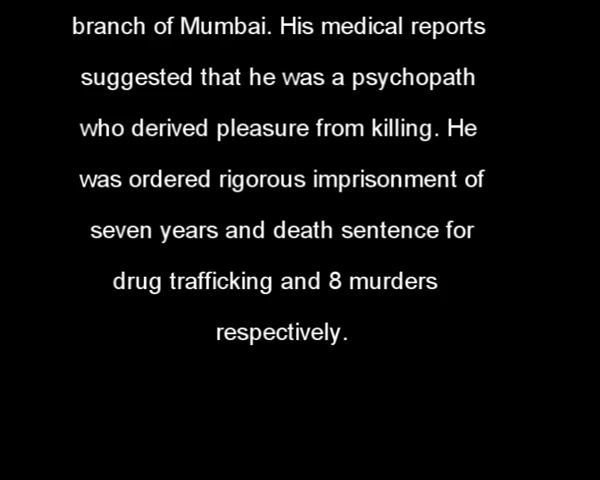 branch of Mumbai. His medical reports
suggested that he was a psychopath
who derived pleasure from killing. He
was ordered rigorous imprisonment of
seven years and death sentence for
drug trafficking and 8 murders
respectively.